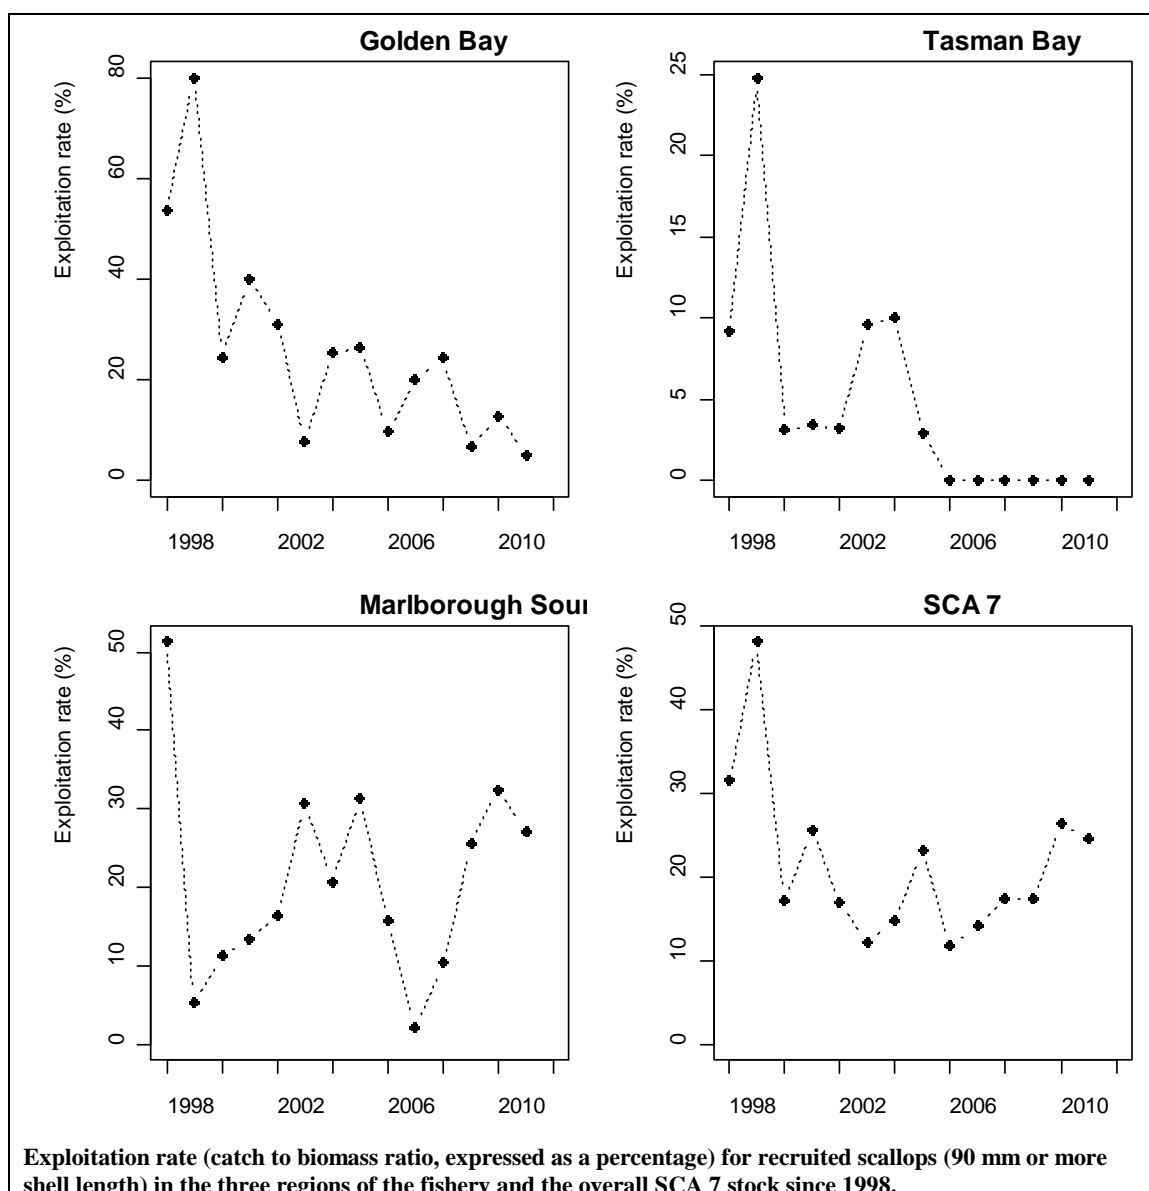 Golden Bay
Exploitation rate (%)
80
60
40
20
0
1998 2002 2006 2010
Tasman Bay
Exploitation rate (%)
25
20
15
10
5
0
1998 2002 2006 2010
Marlborough Soun
Exploitation rate (%)
50
40
30
20
10
0
1998 2002 2006 2010
SCA 7
Exploitation rate (%)
50
40
30
20
10
0
1998 2002 2006 2010
Exploitation rate (catch to biomass ratio, expressed as a percentage) for recruited scallops (90 mm or more
shell length) in the three regions of the fishery and the overall SCA 7 stock since 1998.